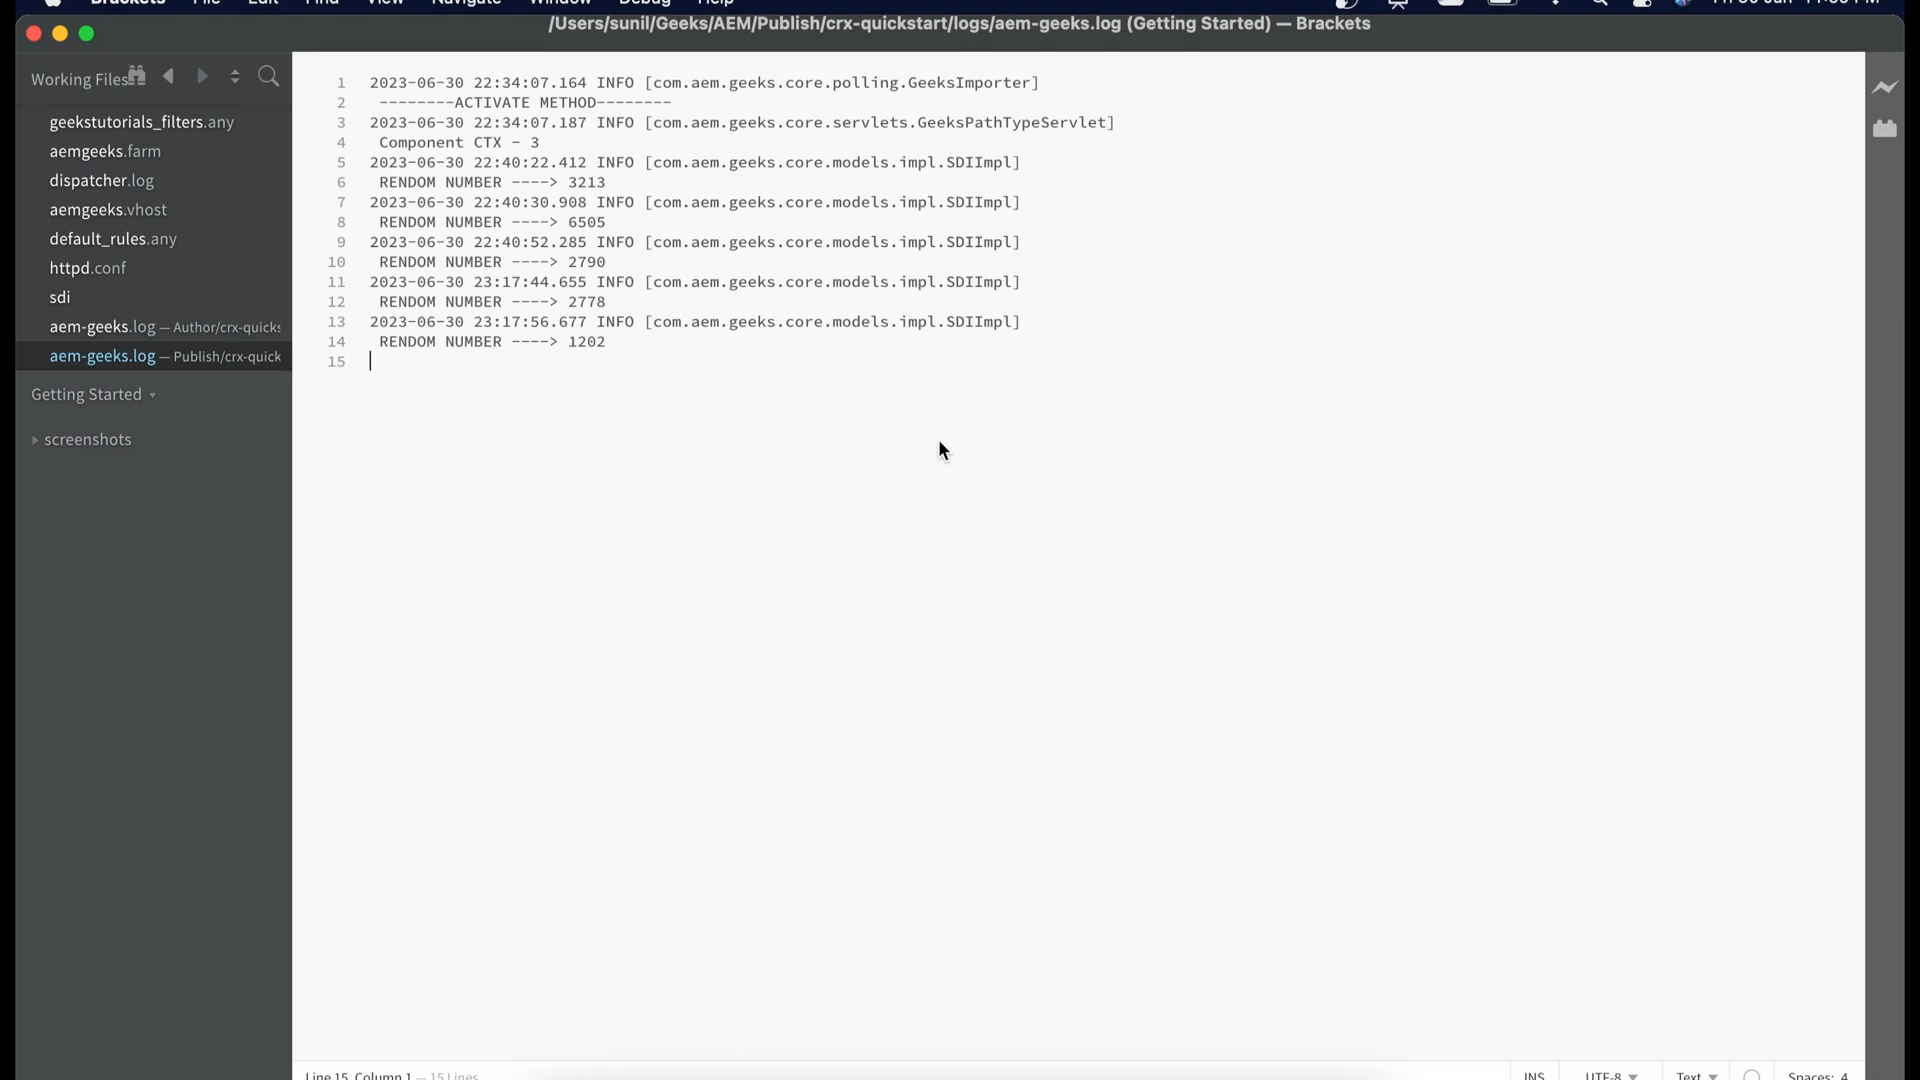 Brackets File Edit Find View Navigate Window Debug Help
/Users/sunil/Geeks/AEM/Publish/crx-quickstart/logs/aem-geeks.log (Getting Started) — Brackets
Working Files
geekstutorials_filters.any
aemgeeks.farm
dispatcher.log
aemgeeks.vhost
default_rules.any
httpd.conf
sdi
aem-geeks.log — Author/crx-quicks
aem-geeks.log — Publish/crx-quick
Getting Started
screenshots
1 2023-06-30 22:34:07.164 INFO [com.aem.geeks.core.polling.GeeksImporter]
2 --------ACTIVATE METHOD--------
3 2023-06-30 22:34:07.187 INFO [com.aem.geeks.core.servlets.GeeksPathTypeServlet]
4 Component CTX - 3
5 2023-06-30 22:40:22.412 INFO [com.aem.geeks.core.models.impl.SDIImpl]
6 RENDOM NUMBER ----> 3213
7 2023-06-30 22:40:30.908 INFO [com.aem.geeks.core.models.impl.SDIImpl]
8 RENDOM NUMBER ----> 6505
9 2023-06-30 22:40:52.285 INFO [com.aem.geeks.core.models.impl.SDIImpl]
10 RENDOM NUMBER ----> 2790
11 2023-06-30 23:17:44.655 INFO [com.aem.geeks.core.models.impl.SDIImpl]
12 RENDOM NUMBER ----> 2778
13 2023-06-30 23:17:56.677 INFO [com.aem.geeks.core.models.impl.SDIImpl]
14 RENDOM NUMBER ----> 1202
15
Line 15, Column 1 — 15 Lines
INS UTF-8 Text Spaces: 4